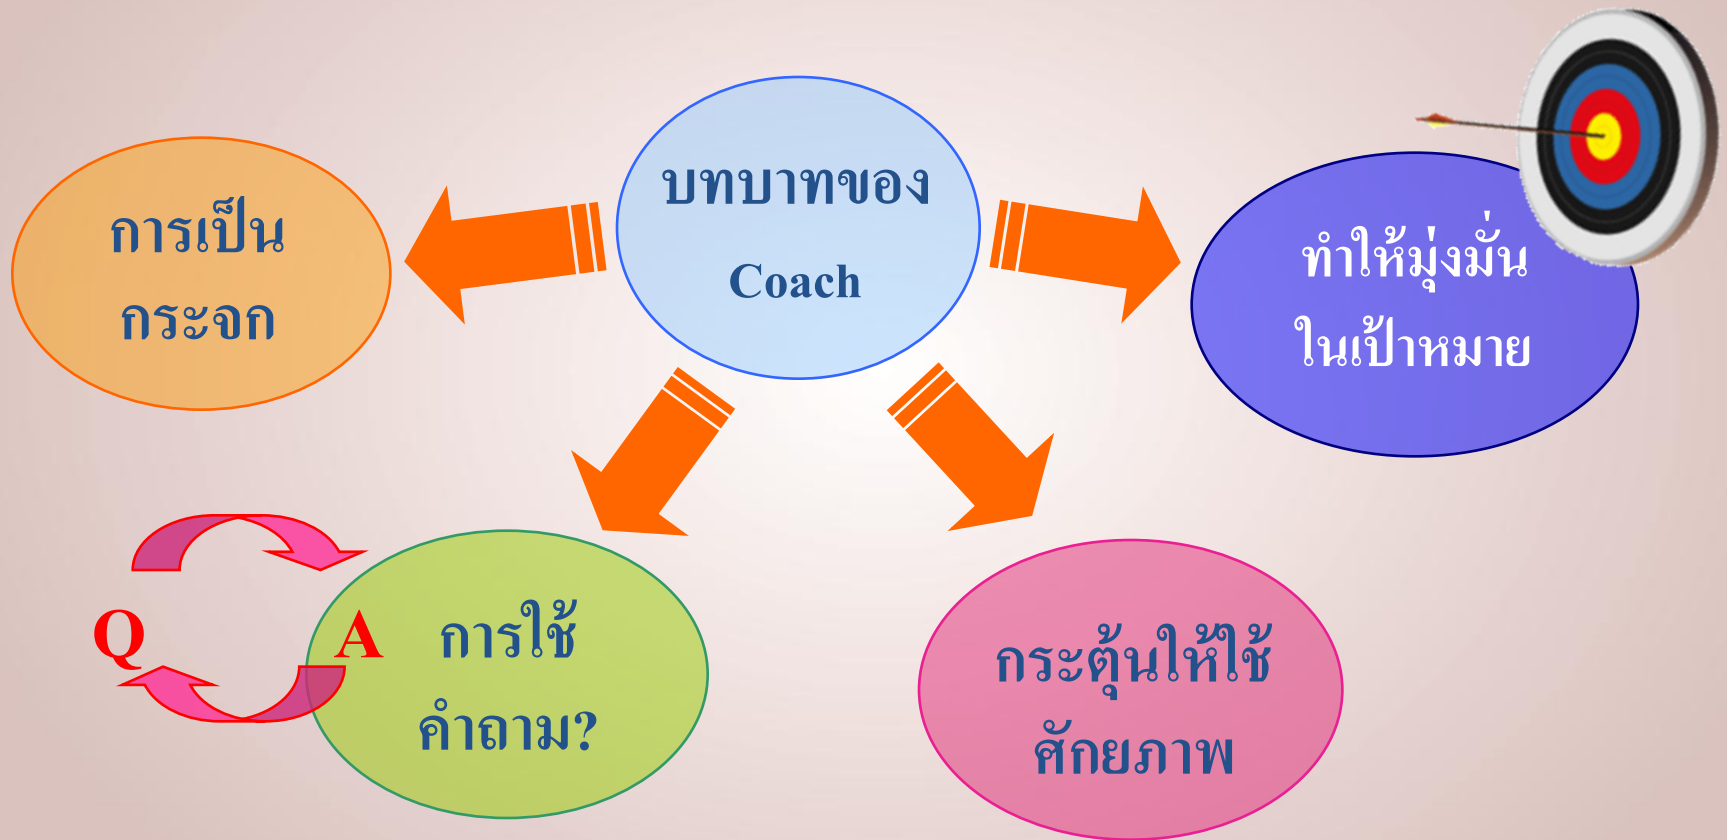 บทบาทของ
Coach
การเป็น
กระจก
ทำให้มุ่งมั่น
ในเป้าหมาย
Q
A
การใช้
คำถาม?
กระตุ้นให้ใช้
ศักยภาพ